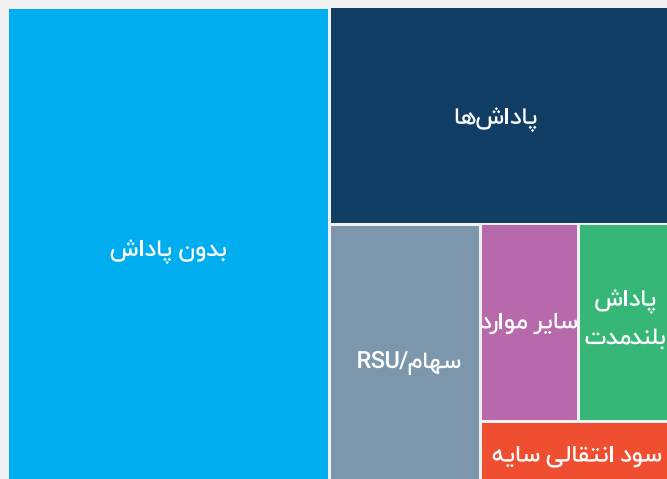 پاداش‌ها
بدون پاداش
پاداش
بلندمدت
سایر موارد
سهام/RSU
سود انتقالی سایه